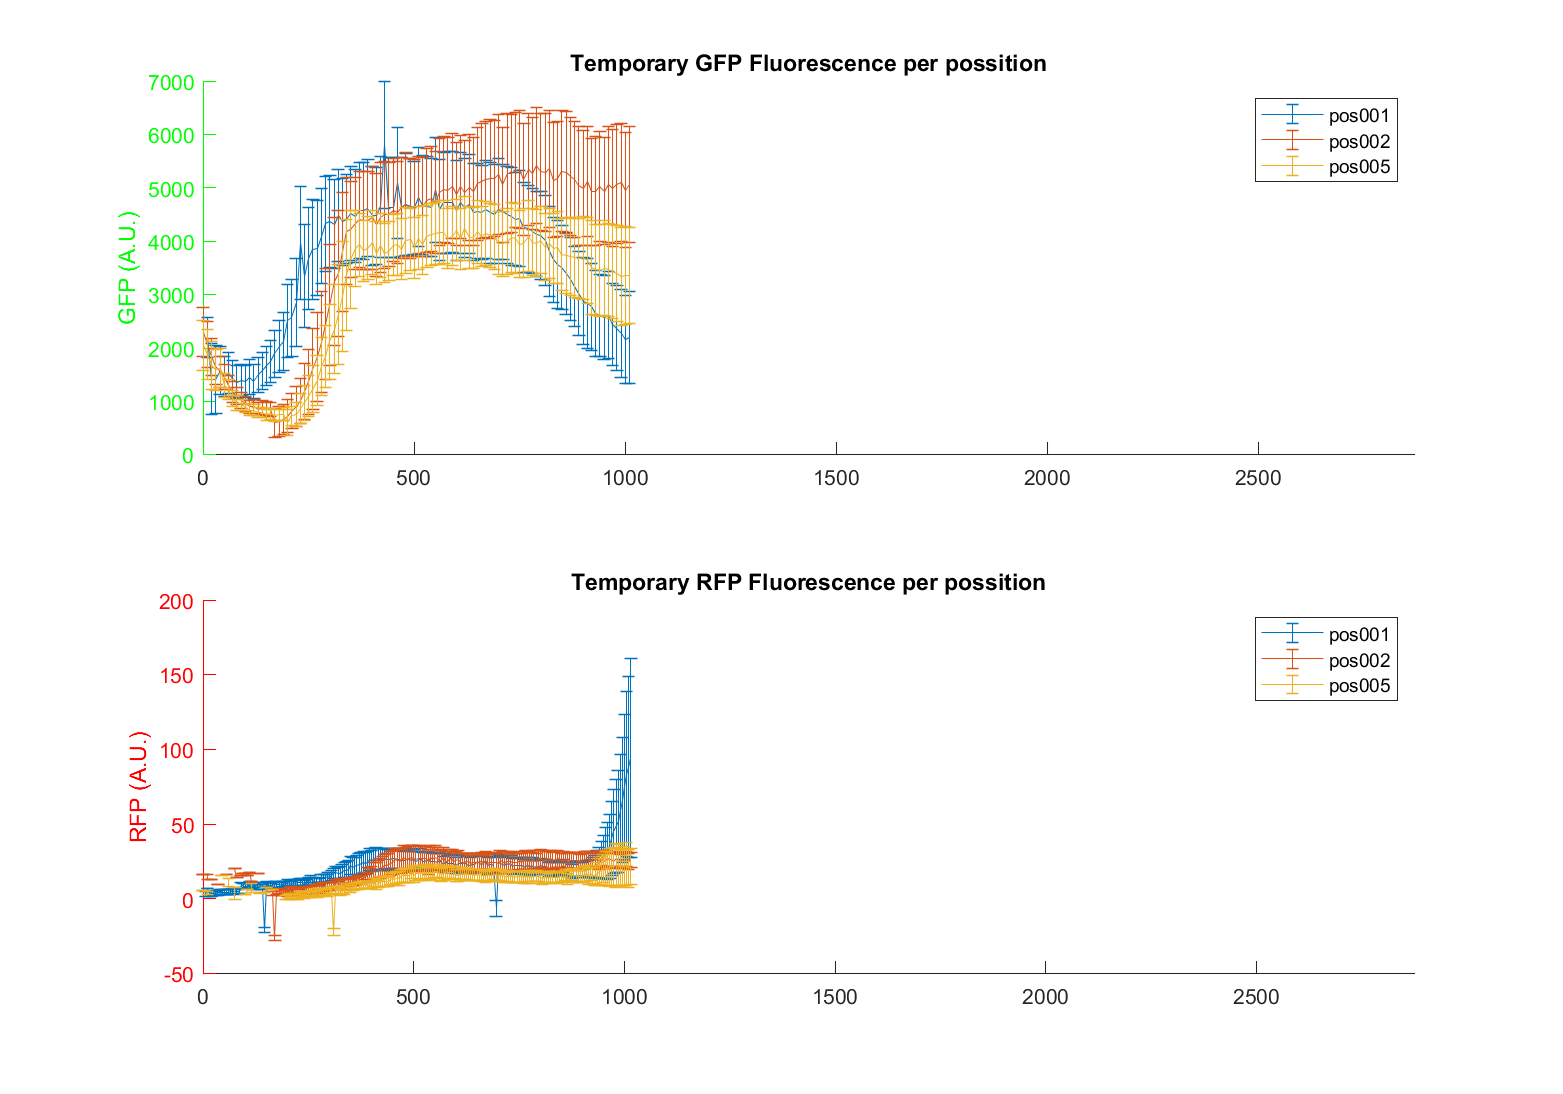 Temporary GFP Fluorescence per possition
7000
6000
5000
4000
3000
2000
1000
0
GFP (A.U.)
0 500 1000 1500 2000 2500
pos001
pos002
pos005
Temporary RFP Fluorescence per possition
200
150
100
50
0
-50
RFP (A.U.)
0 500 1000 1500 2000 2500
pos001
pos002
pos005